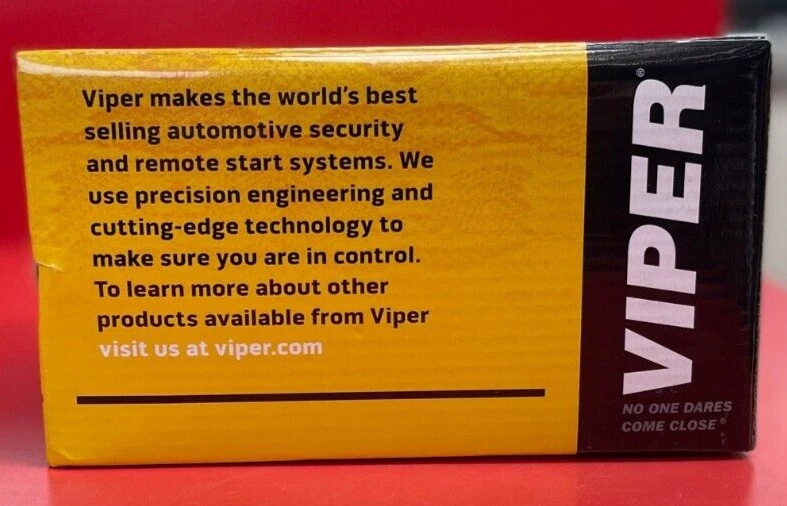 Viper makes the world's best
selling automotive security
and remote start systems. We
use precision engineering and
cutting-edge technology to
make sure you are in control.
To learn more about other
products available from Viper
visit us at viper.com
VIPER®
NO ONE DARES
COME CLOSE®